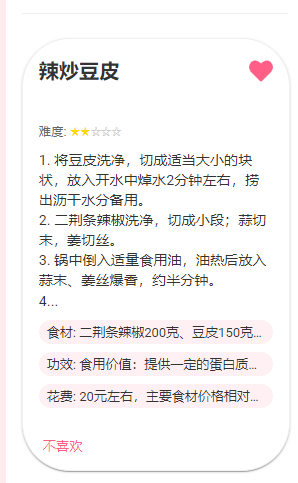 辣炒豆皮
难度: ★★☆☆☆
1. 将豆皮洗净，切成适当大小的块
状，放入开水中焯水2分钟左右，捞
出沥干水分备用。
2. 二荆条辣椒洗净，切成小段；蒜切
末，姜切丝。
3. 锅中倒入适量食用油，油热后放入
蒜末、姜丝爆香，约半分钟。
4...
食材: 二荆条辣椒200克、豆皮150克...
功效: 食用价值：提供一定的蛋白质...
花费: 20元左右，主要食材价格相对...
不喜欢